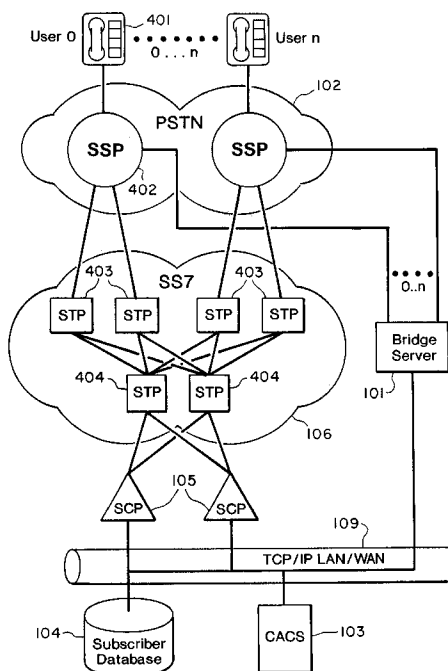 401
User 0
0 . . . n
User n
102
PSTN
SSP
SSP
402
SS7
0..n
403
403
STP
STP
STP
STP
Bridge
Server
101
404
STP
STP
404
106
105
SCP
SCP
109
TCP/IP LAN/WAN
104
Subscriber
Database
CACS
103